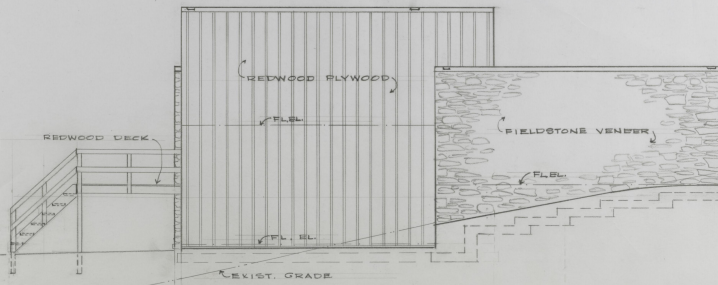 REDWOOD PLYWOOD
FL.EL.
REDWOOD DECK
FIELDSTONE VENEER
FL.EL.
FL. EL.
EXIST. GRADE